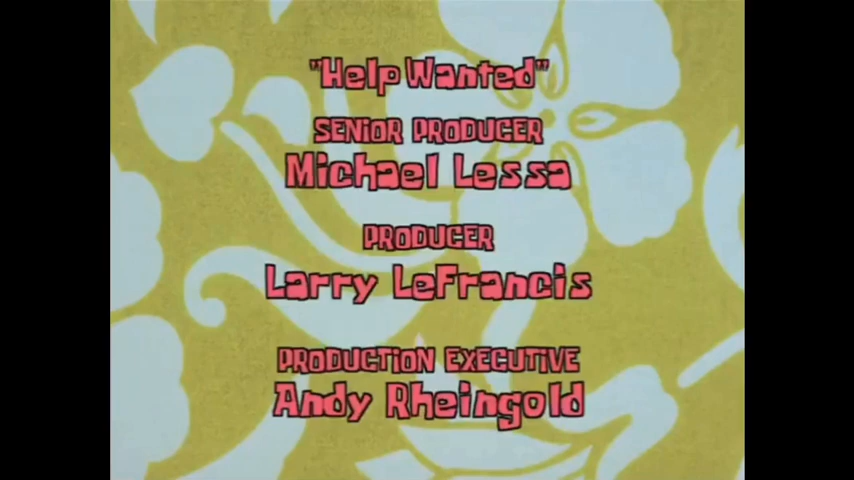 "Help Wanted"
SENIOR PRODUCER
Michael Lessa
PRODUCER
Larry LeFrancis
PRODUCTION EXECUTIVE
Andy Rheingold